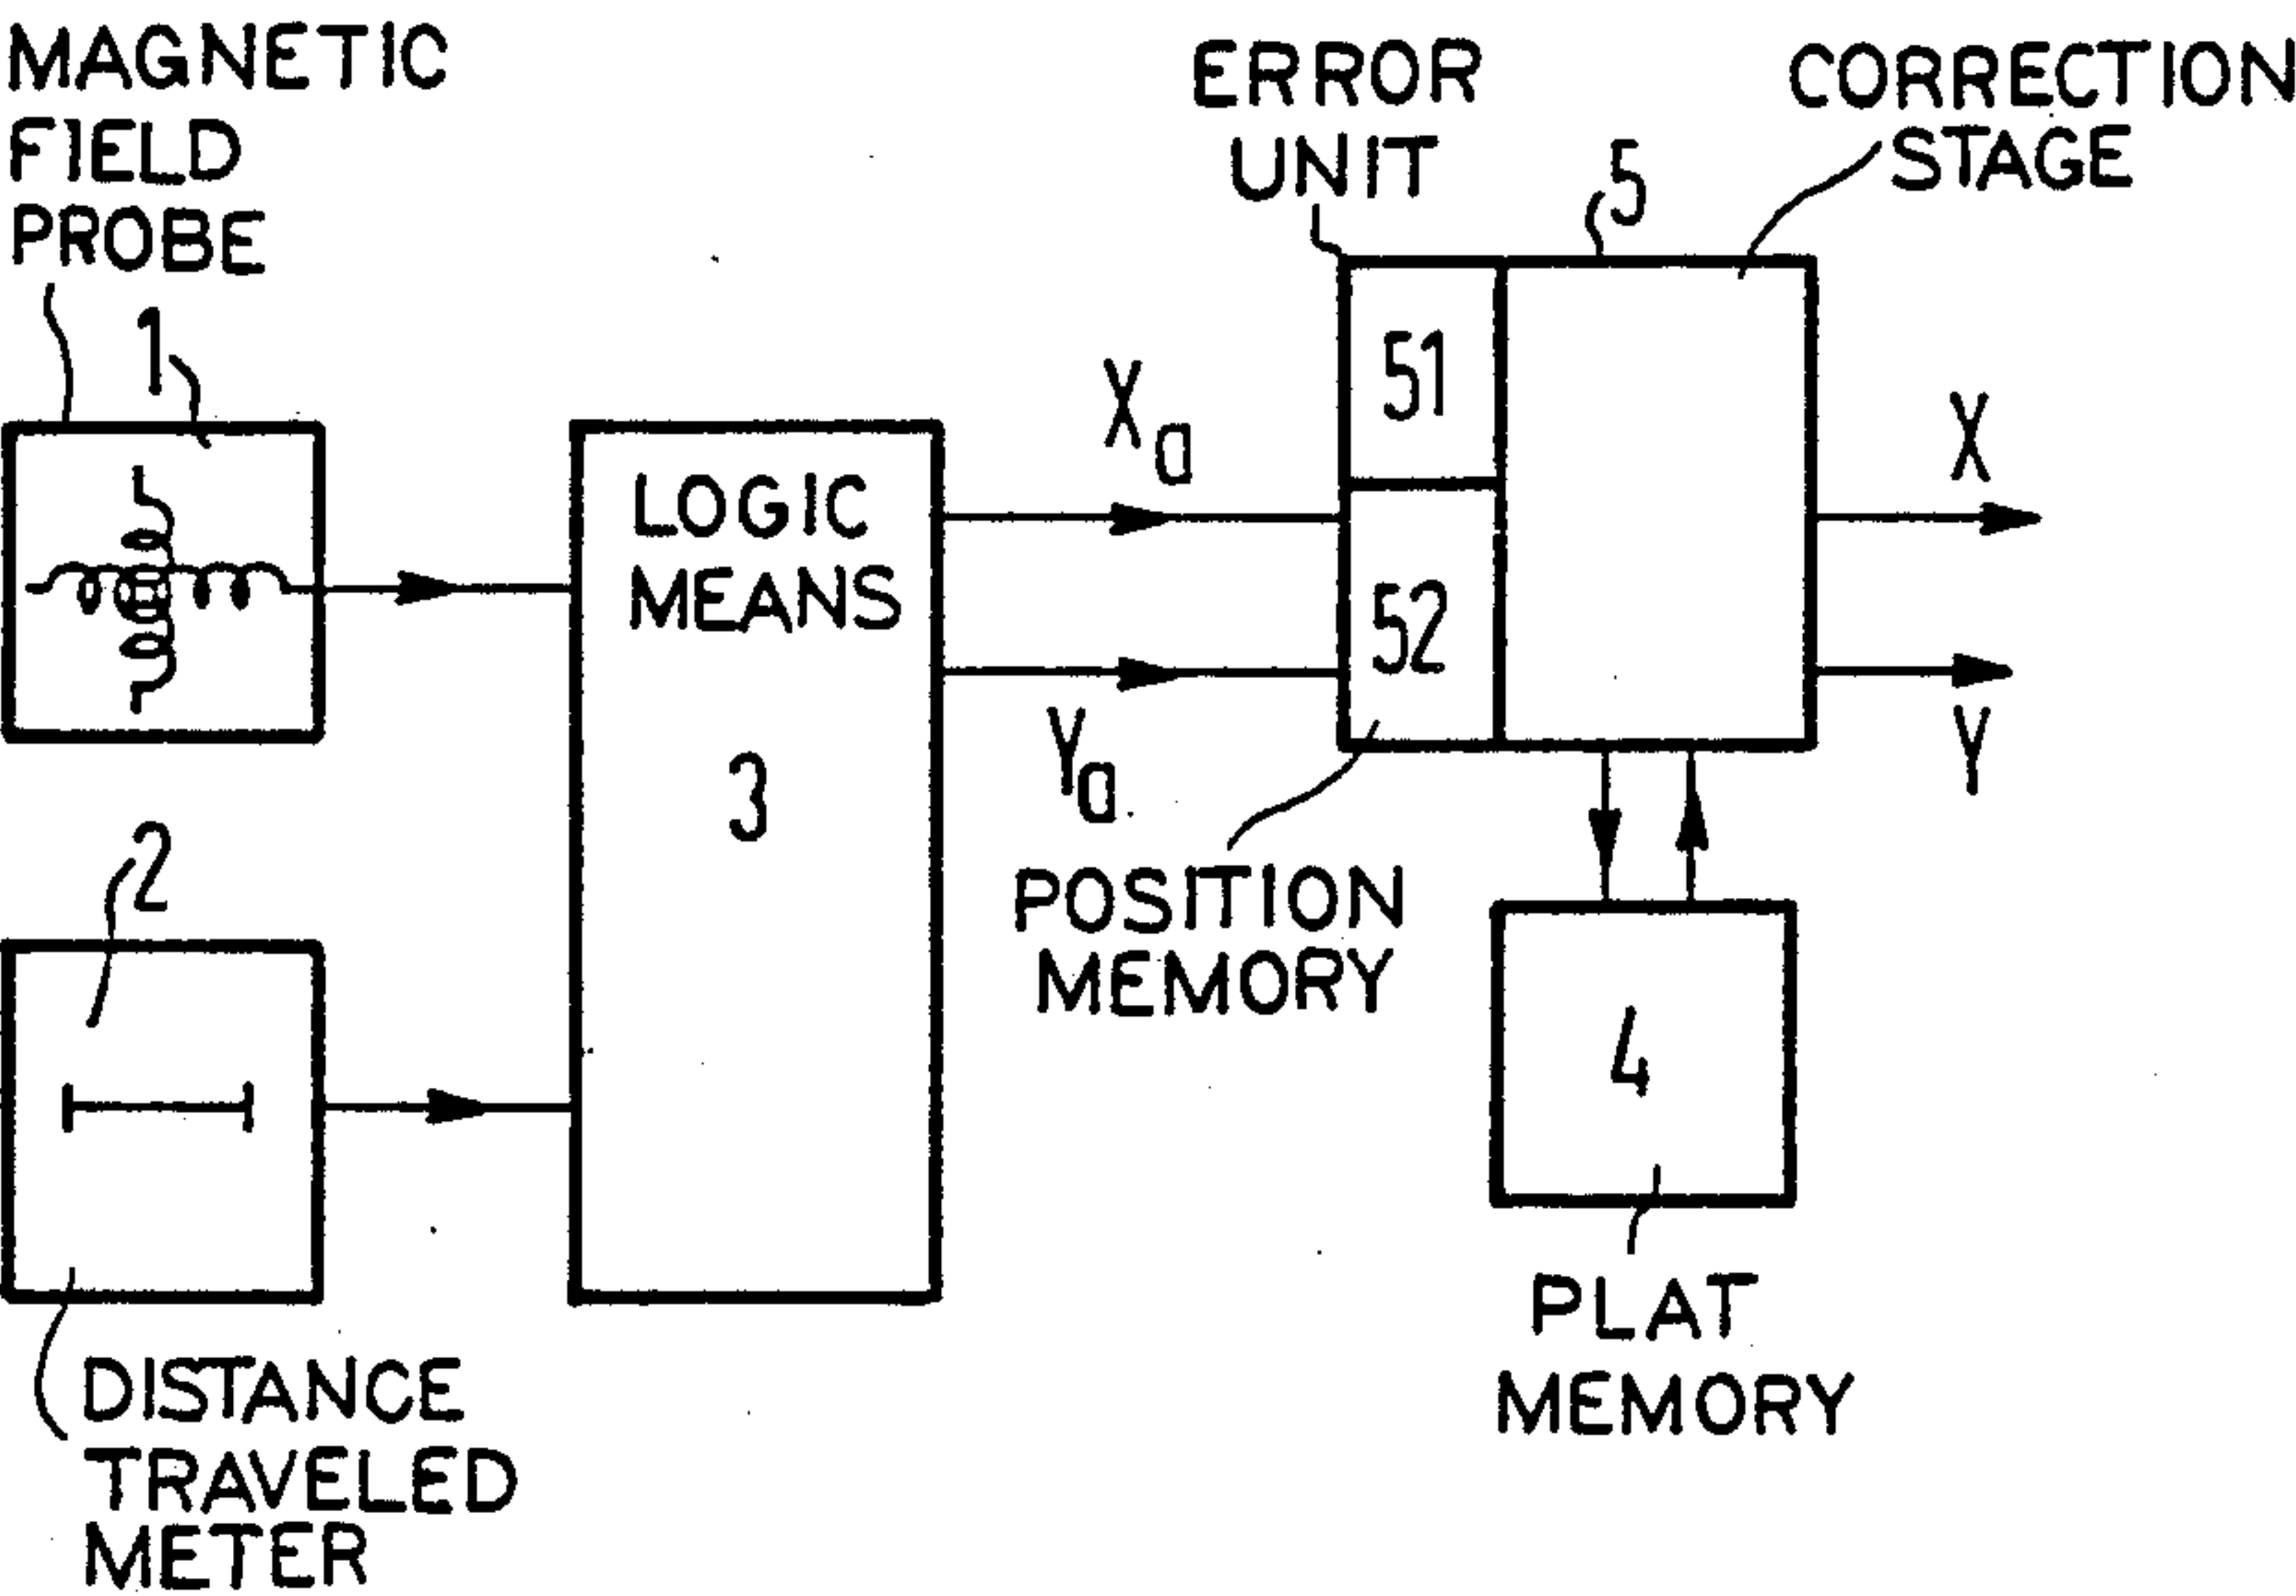 MAGNETIC
FIELD
PROBE
1
2
DISTANCE
TRAVELED
METER
LOGIC
MEANS
3
Xa
Ya
ERROR
UNIT
5
CORRECTION
STAGE
51
52
POSITION
MEMORY
X
Y
4
PLAT
MEMORY